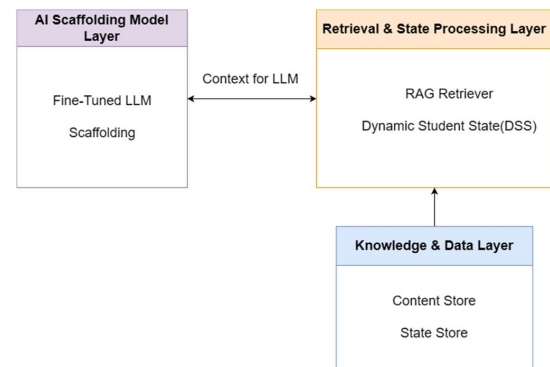 AI Scaffolding Model
Layer
Fine-Tuned LLM
Scaffolding
Context for LLM
Retrieval & State Processing Layer
RAG Retriever
Dynamic Student State(DSS)
Knowledge & Data Layer
Content Store
State Store